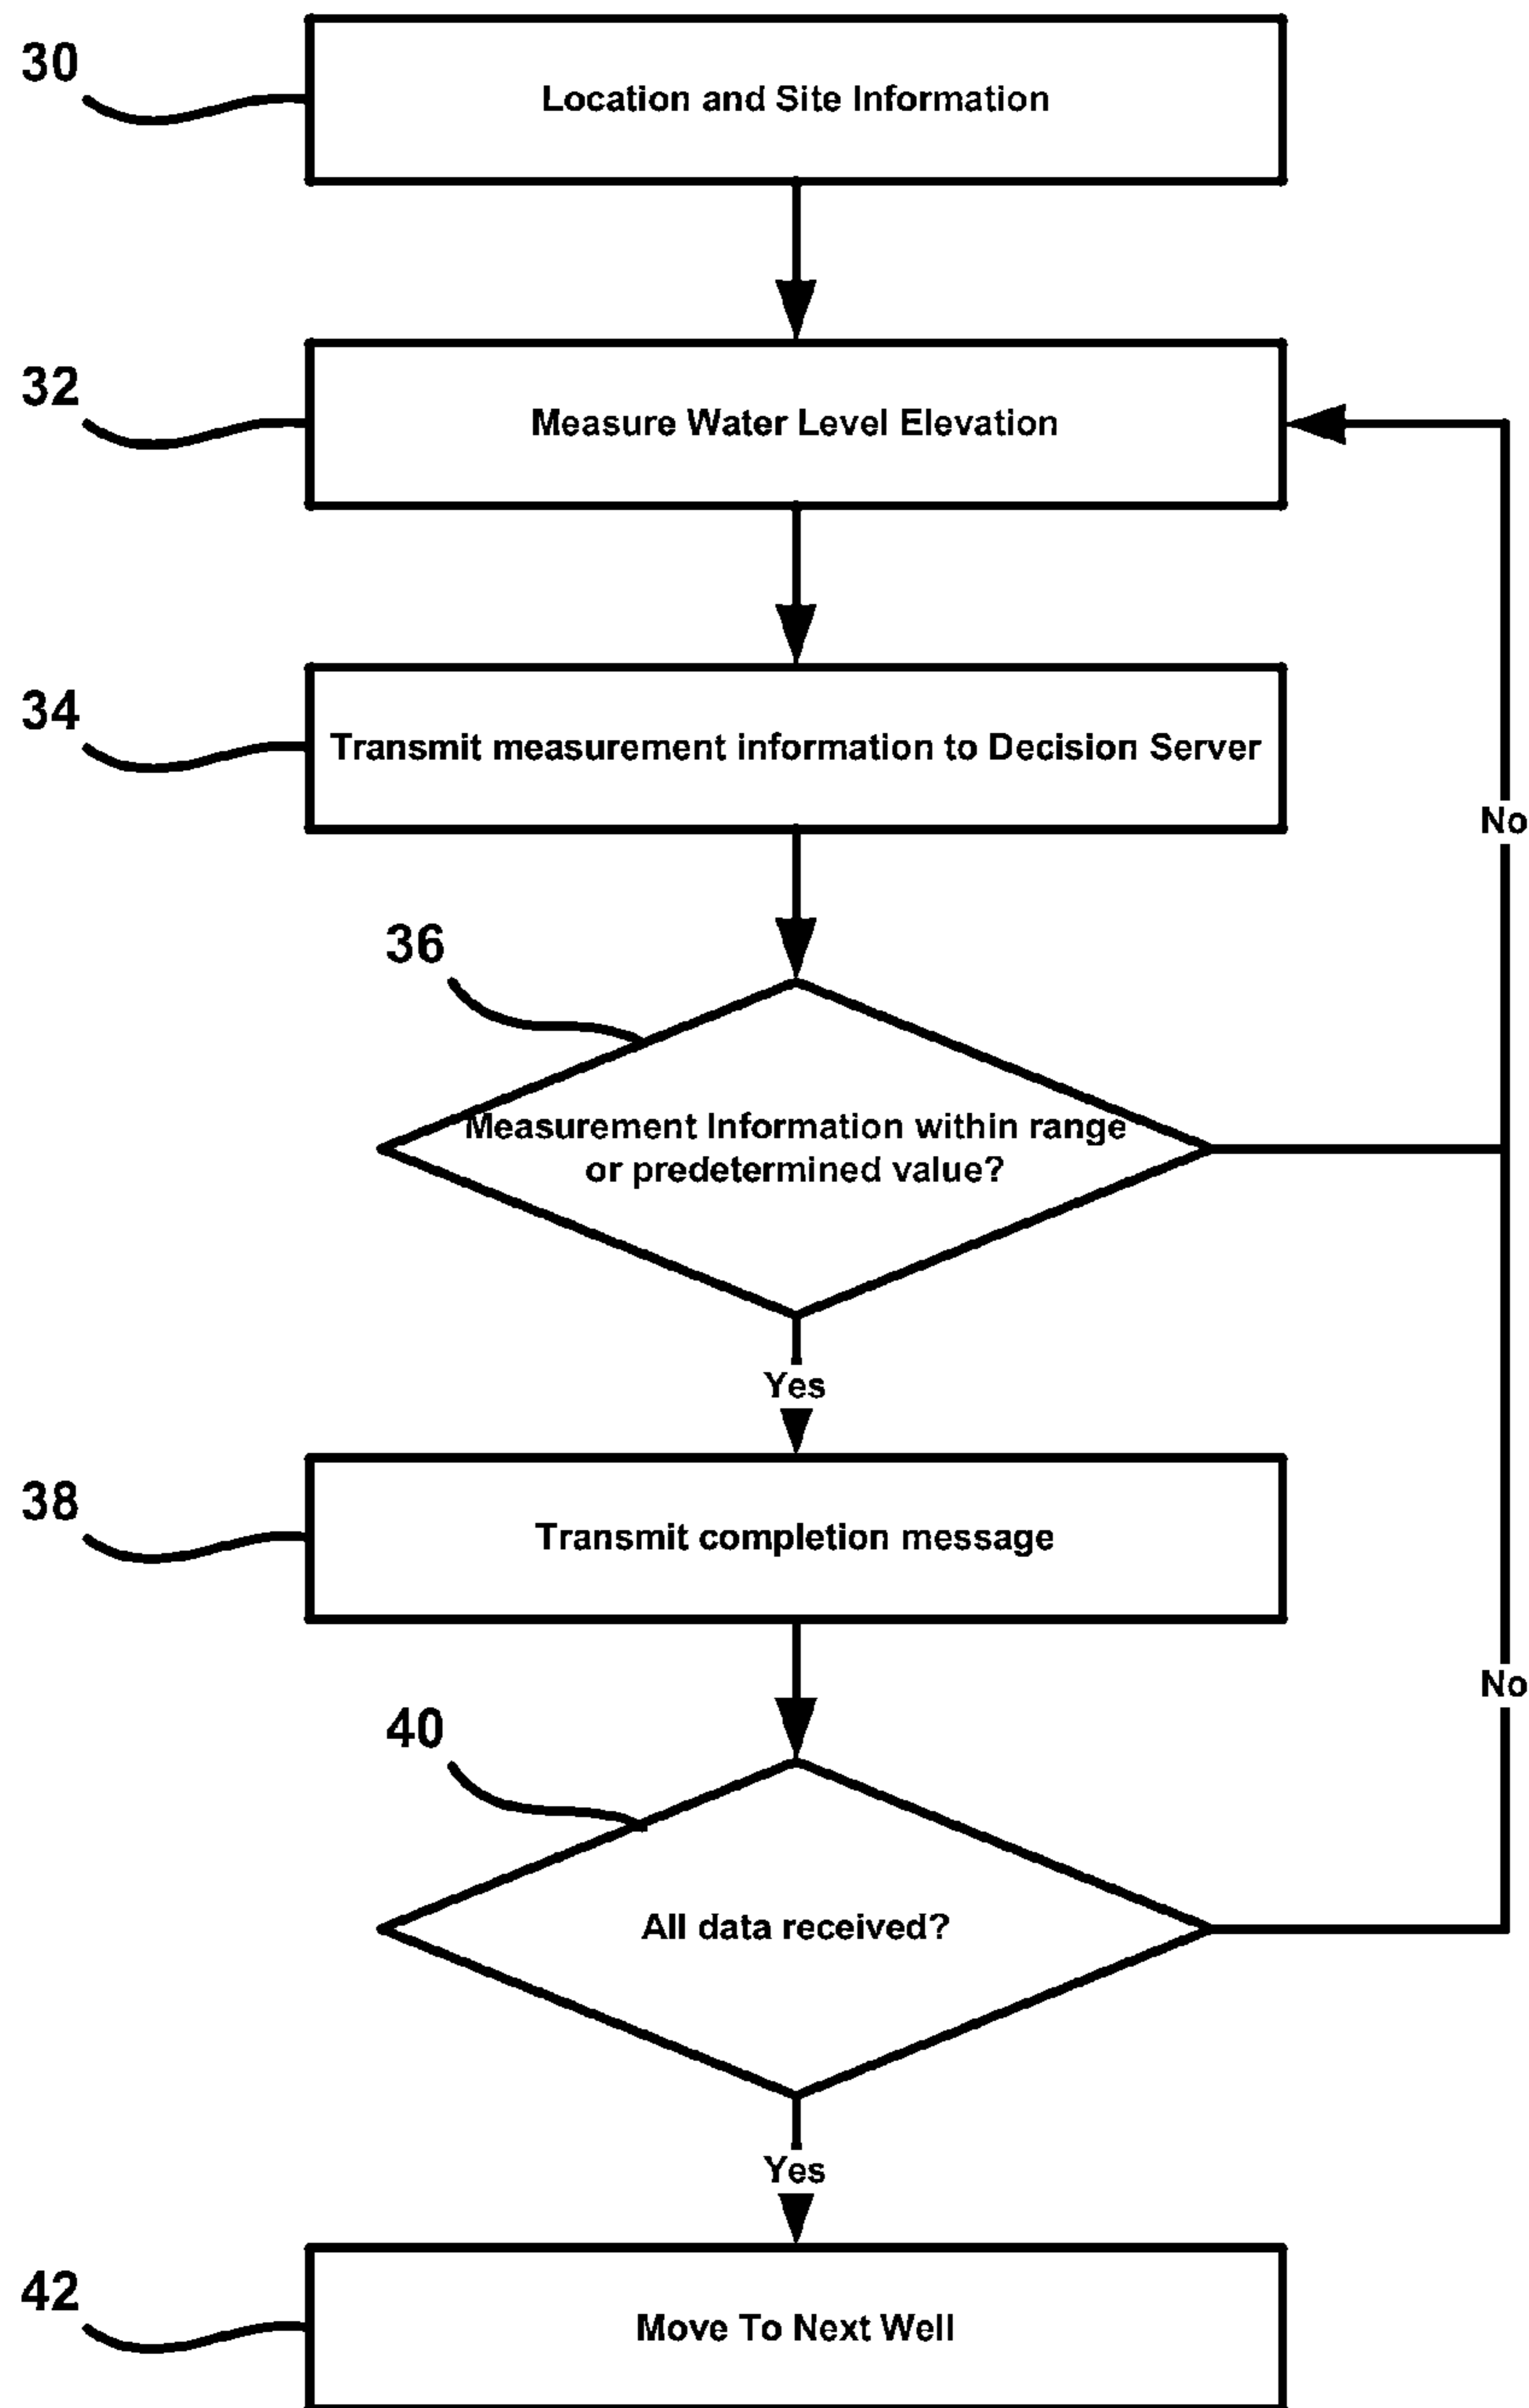 30
Location and Site Information
32
Measure Water Level Elevation
34
Transmit measurement information to Decision Server
No
36
Measurement Information within range
or predetermined value?
Yes
38
Transmit completion message
No
40
All data received?
Yes
42
Move To Next Well